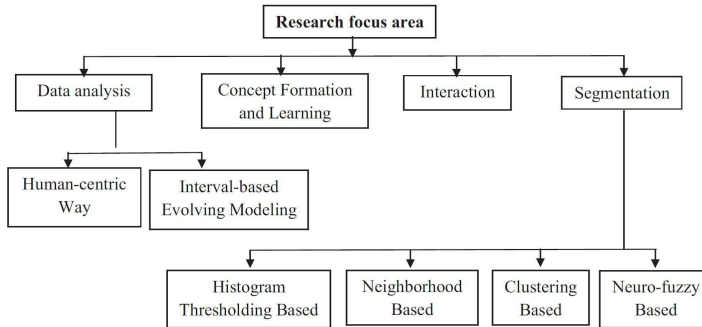 Research focus area
Data analysis
Concept Formation
and Learning
Interaction
Segmentation
Human-centric
Way
Interval-based
Evolving Modeling
Histogram
Thresholding Based
Neighborhood
Based
Clustering
Based
Neuro-fuzzy
Based